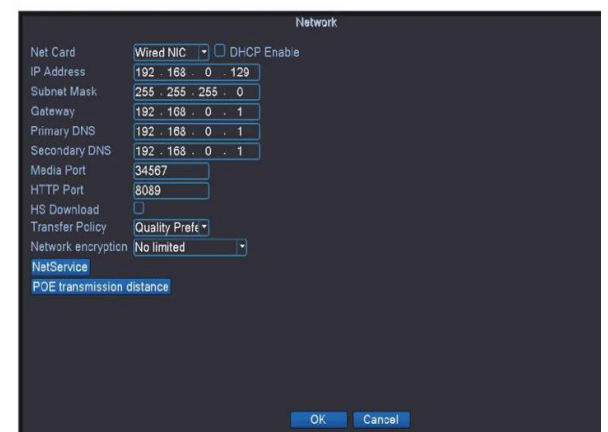 Network
Net Card Wired NIC DHCP Enable
IP Address 192 . 168 . 0 . 129
Subnet Mask 255 . 255 . 255 . 0
Gateway 192 . 168 . 0 . 1
Primary DNS 192 . 168 . 0 . 1
Secondary DNS 192 . 168 . 0 . 1
Media Port 34567
HTTP Port 8089
HS Download
Transfer Policy Quality Prefe
Network encryption No limited
NetService
POE transmission distance
OK Cancel